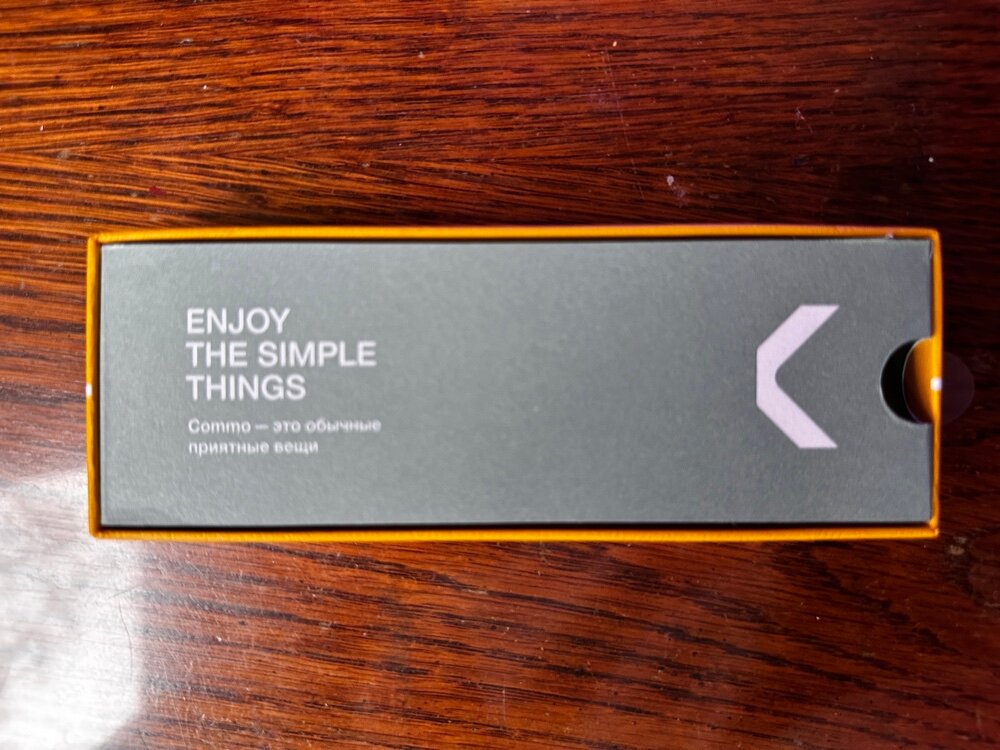 ENJOY
THE SIMPLE
THINGS
Commo — это обычные
приятные вещи